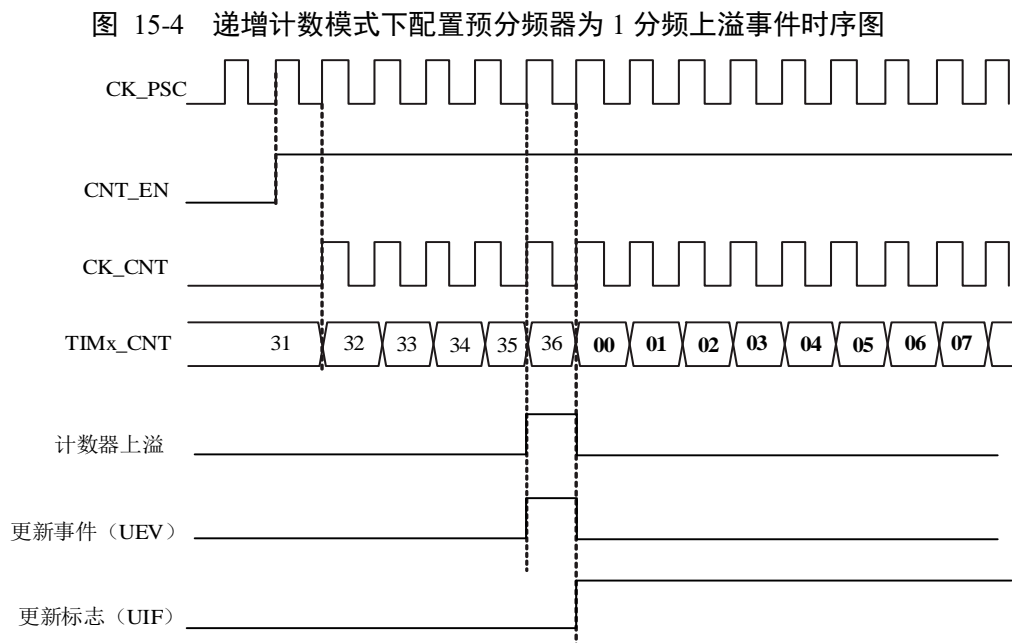 图 15-4 递增计数模式下配置预分频器为 1 分频上溢事件时序图
CK_PSC
CNT_EN
CK_CNT
TIMx_CNT 31 32 33 34 35 36 00 01 02 03 04 05 06 07
计数器上溢
更新事件（UEV）
更新标志（UIF）